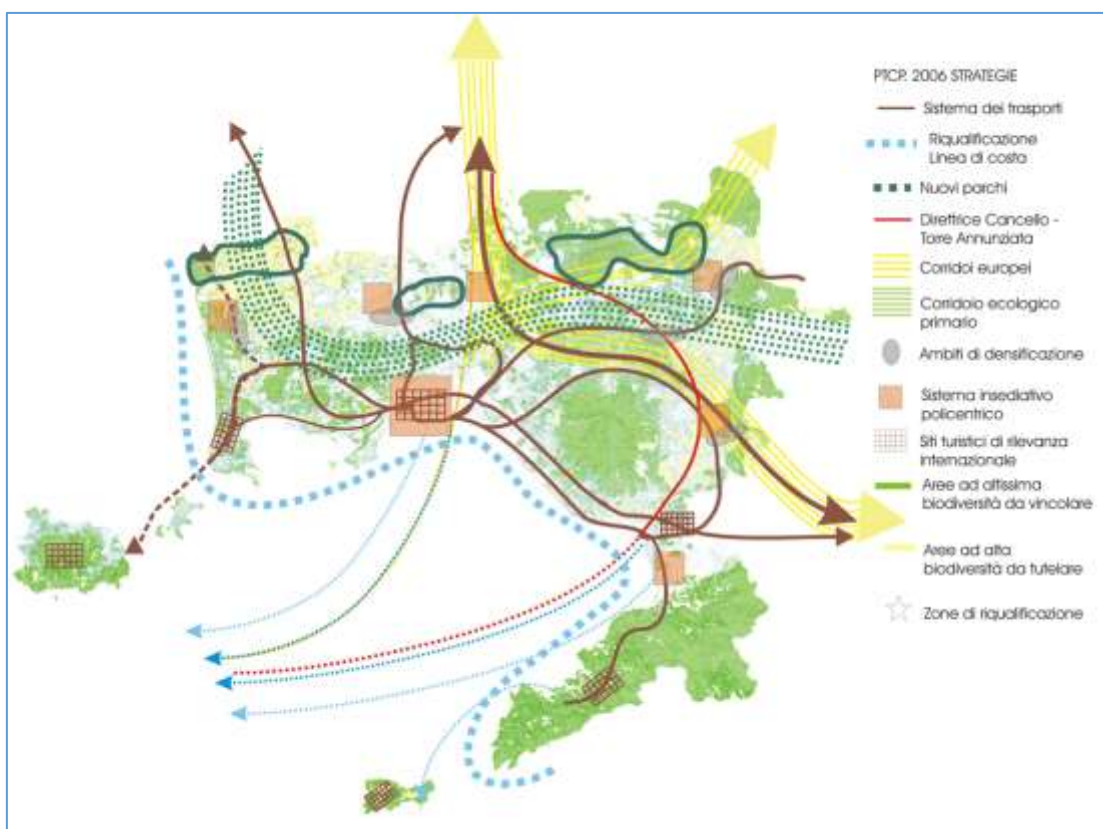 PTCP. 2006 STRATEGIE
Sistema dei trasporti
Riqualificazione
Linea di costa
Nuovi parchi
Direttrice Cancello -
Torre Annunziata
Corridoi europei
Corridoio ecologico
primario
Ambiti di densificazione
Sistema insediativo
policentrico
Siti turistici di rilevanza
internazionale
Aree ad altissima
biodiversità da vincolare
Aree ad alta
biodiversità da tutelare
Zone di riqualificazione